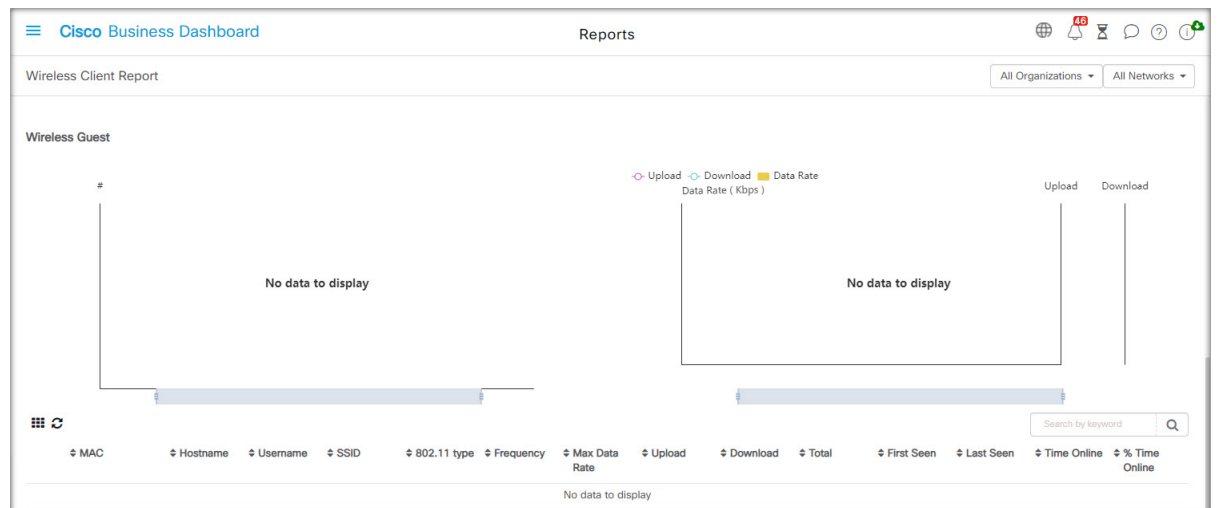 Cisco Business Dashboard
Reports
46
Wireless Client Report
All Organizations
All Networks
Wireless Guest
#
Upload Download Data Rate
Data Rate ( Kbps )
Upload
Download
No data to display
No data to display
Search by keyword
MAC Hostname Username SSID 802.11 type Frequency Max Data Rate Upload Download Total First Seen Last Seen Time Online % Time Online
No data to display